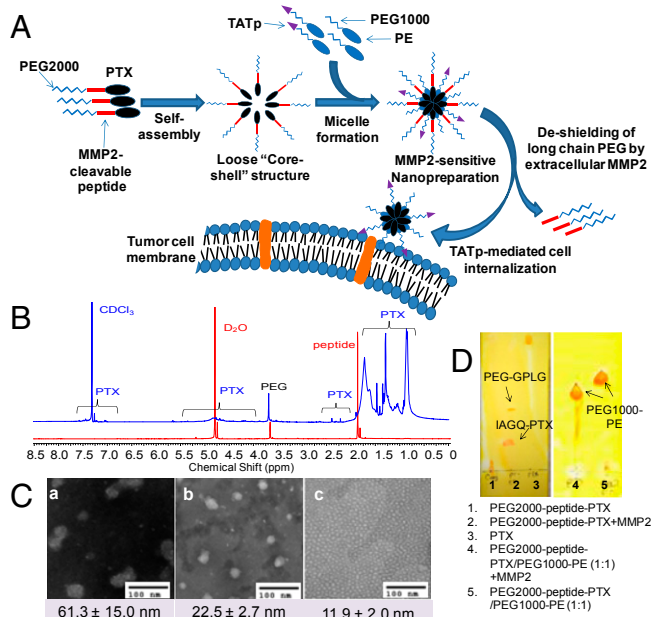 A
TATp
PEG1000
PE
PEG2000
PTX
MMP2-
cleavable
peptide
Self-
assembly
Loose “Core-
shell” structure
Micelle
formation
MMP2-sensitive
Nanopreparation
De-shielding of
long chain PEG by
extracellular MMP2
Tumor cell
membrane
TATp-mediated cell
internalization
B
CDCl3
D2O
peptide
PTX
PTX
PTX
PEG
PTX
8.5 8.0 7.5 7.0 6.5 6.0 5.5 5.0 4.5 4.0 3.5 3.0 2.5 2.0 1.5 1.0 0.5 0
Chemical Shift (ppm)
C
a
b
c
100 nm
100 nm
100 nm
61.3 ± 15.0 nm
22.5 ± 2.7 nm
11.9 ± 2.0 nm
D
PEG-GPLG
IAGQ-PTX
PEG1000-
PE
1 2 3 4 5
1. PEG2000-peptide-PTX
2. PEG2000-peptide-PTX+MMP2
3. PTX
4. PEG2000-peptide-
PTX/PEG1000-PE (1:1)
+MMP2
5. PEG2000-peptide-PTX
/PEG1000-PE (1:1)